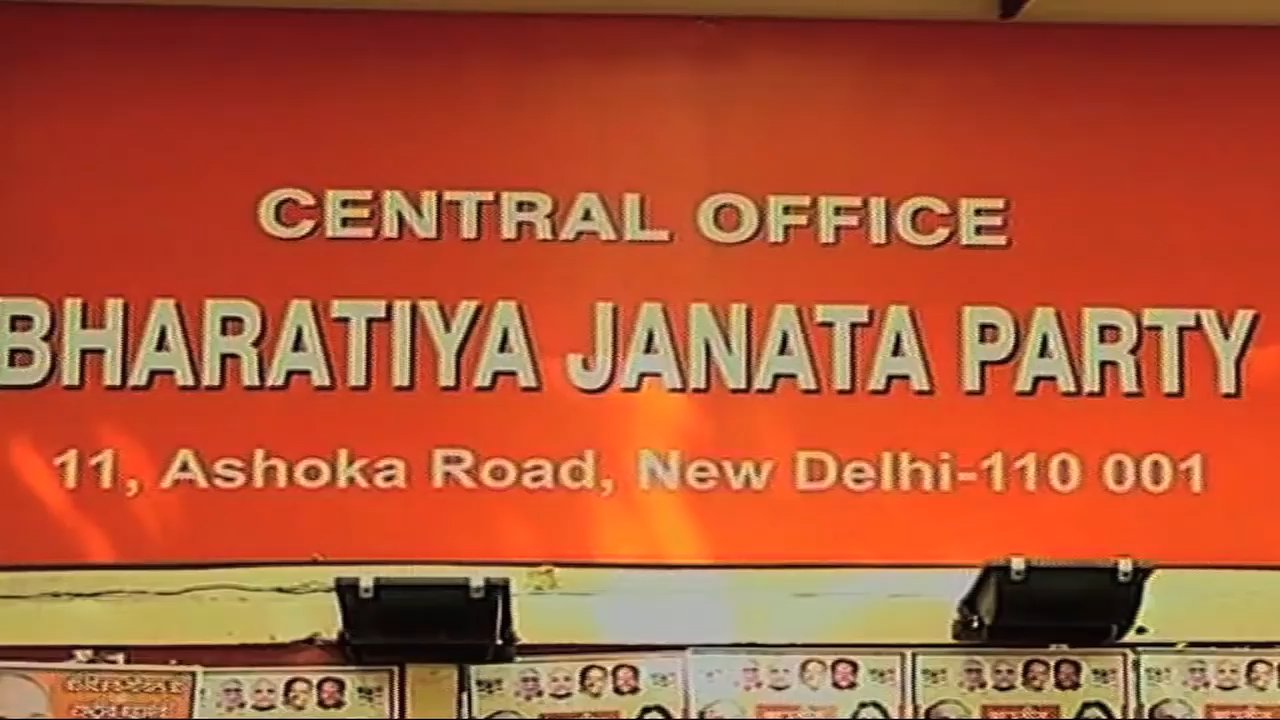 CENTRAL OFFICE
BHARATIYA JANATA PARTY
11, Ashoka Road, New Delhi-110 001